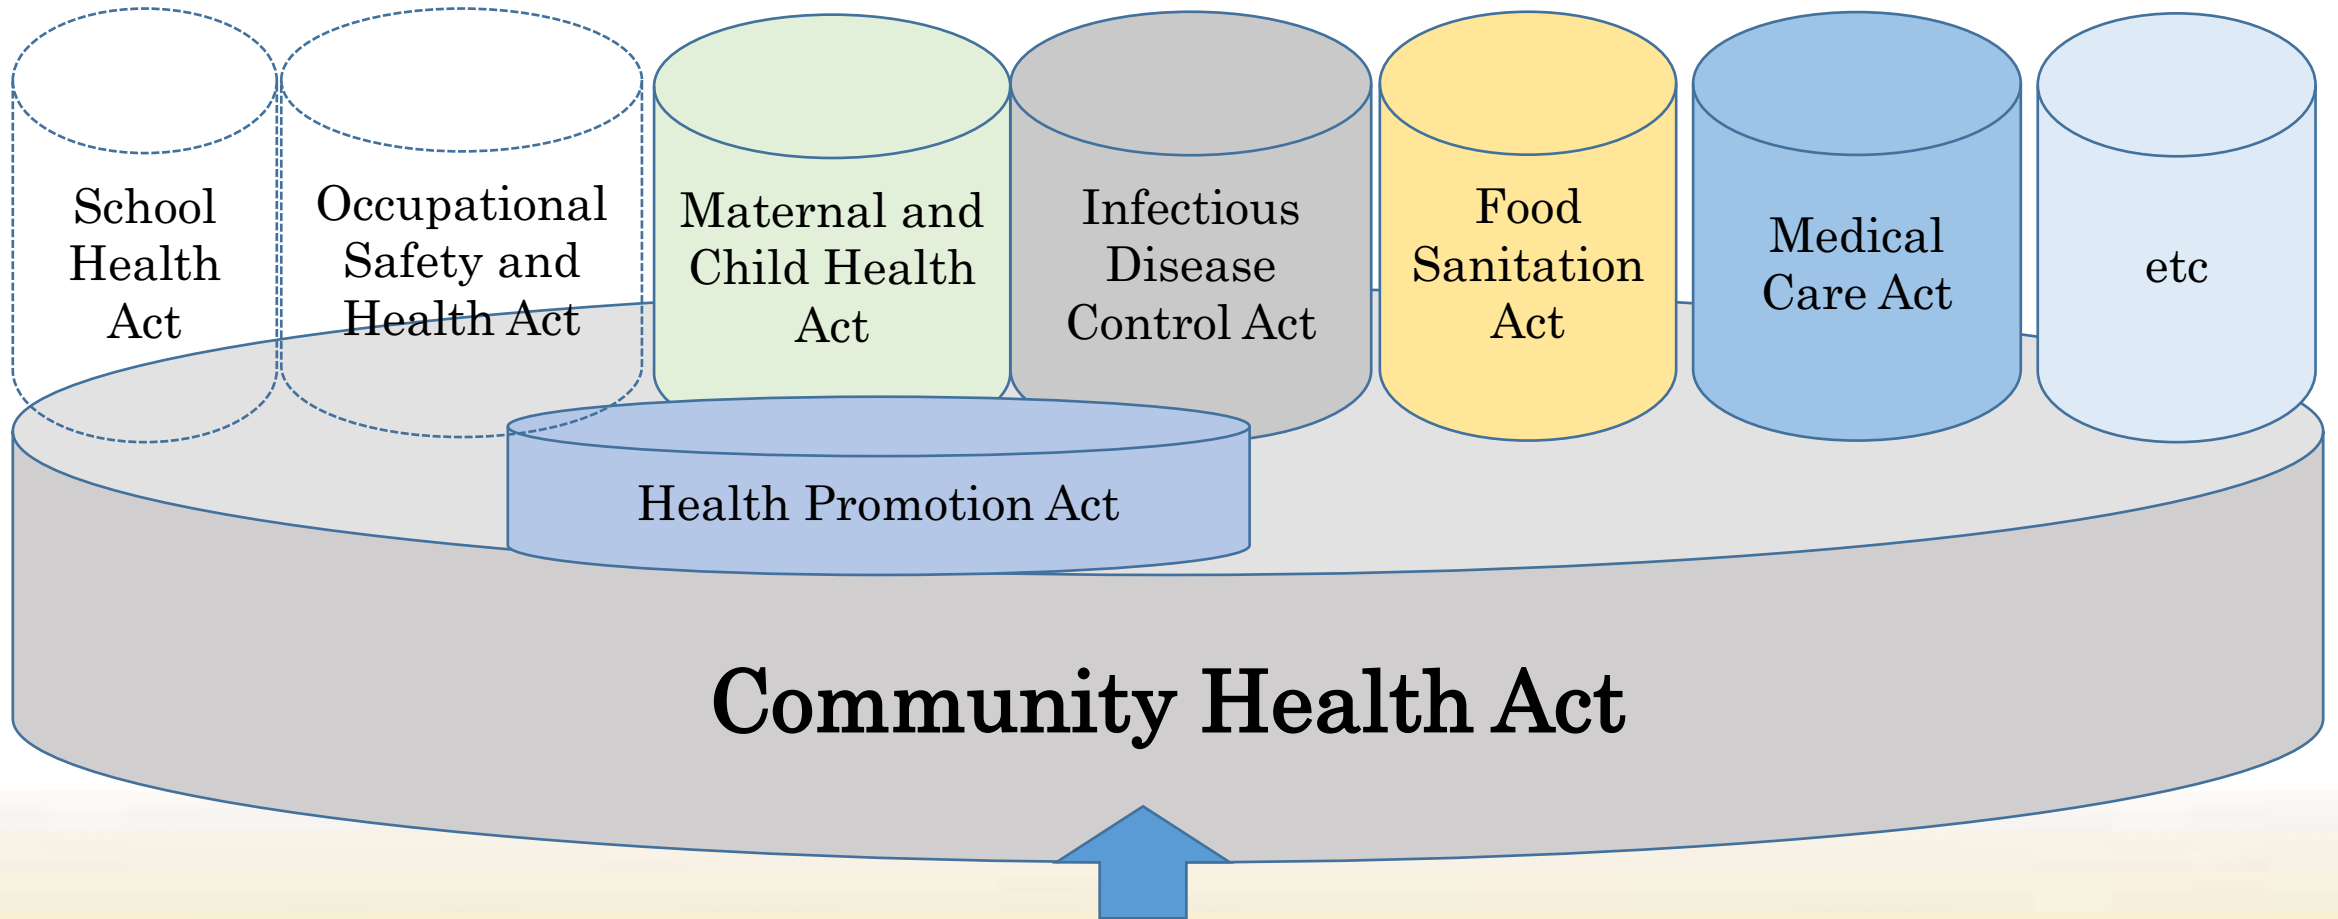 School
Health
Act
Occupational
Safety and
Health Act
Maternal and
Child Health
Act
Infectious
Disease
Control Act
Food
Sanitation
Act
Medical
Care Act
etc
Health Promotion Act
Community Health Act